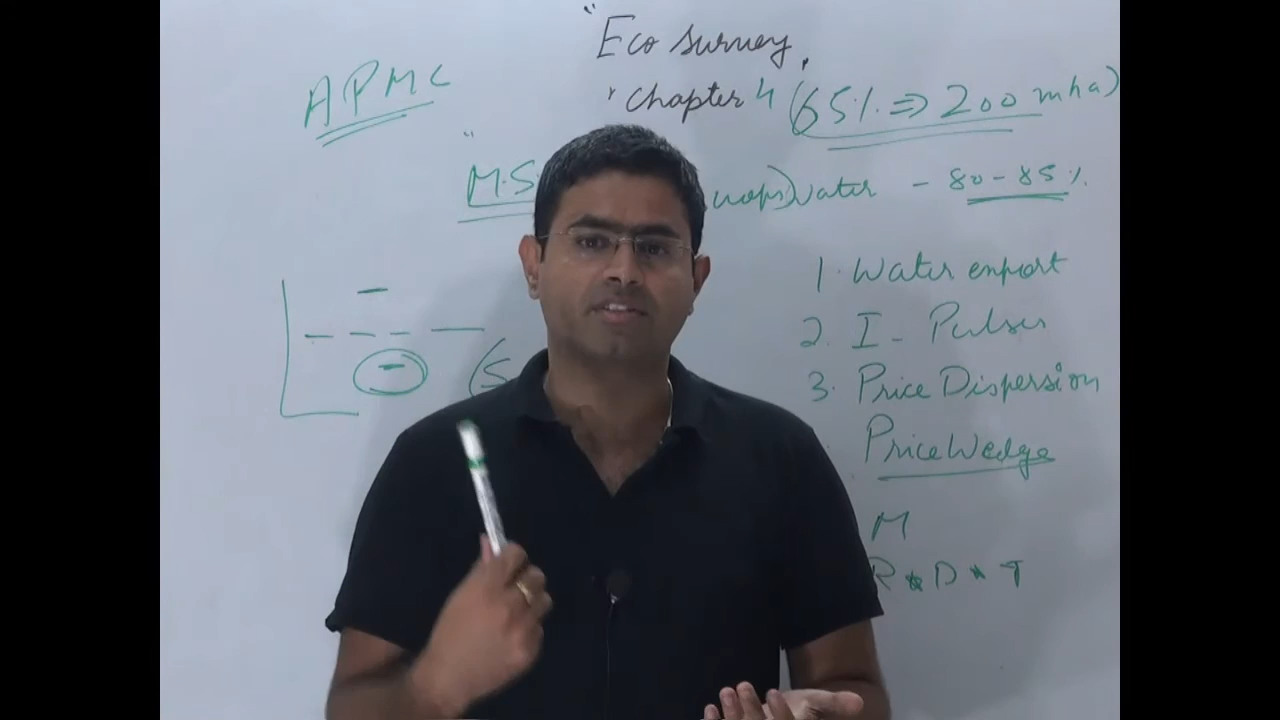 "Eco survey,
APMC
' Chapter 4 (65% => 200 mha)
"
M.S. crops) water - 80-85%
1. Water export
2. I - Pulses
3. Price Dispersion
(S
Price Wedge
M
R * D * T